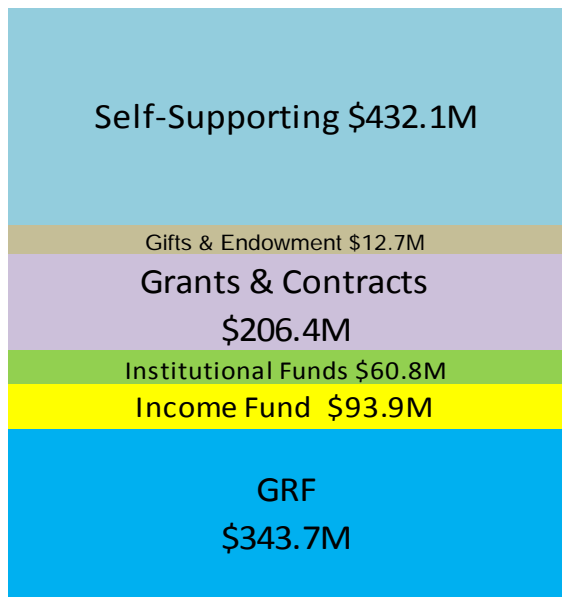 Self-Supporting $432.1M
Gifts & Endowment $12.7M
Grants & Contracts
$206.4M
Institutional Funds $60.8M
Income Fund $93.9M
GRF
$343.7M